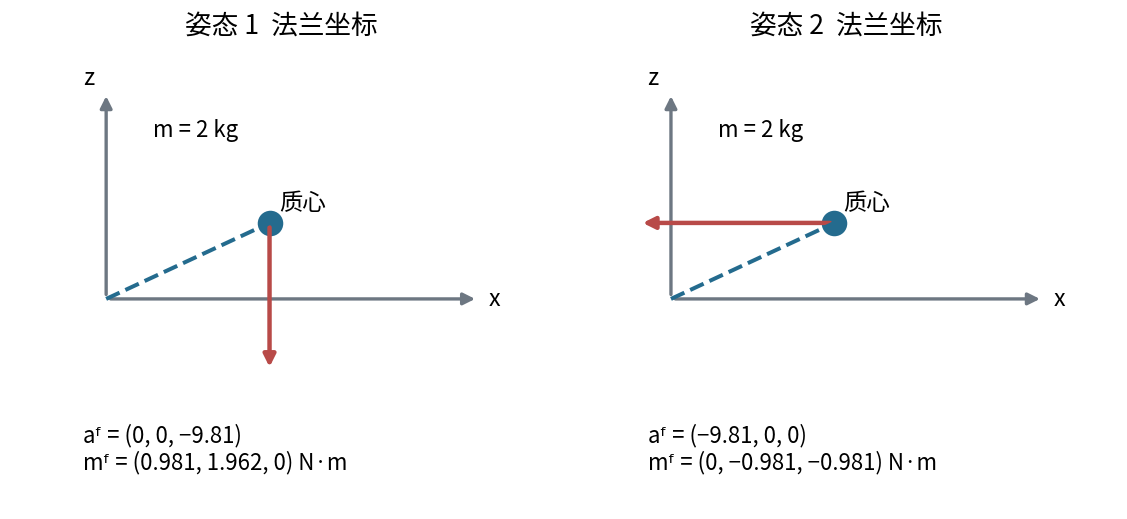 姿态 1 法兰坐标
z
m = 2 kg
质心
x
aᶠ = (0, 0, −9.81)
mᶠ = (0.981, 1.962, 0) N·m
姿态 2 法兰坐标
z
m = 2 kg
质心
x
aᶠ = (−9.81, 0, 0)
mᶠ = (0, −0.981, −0.981) N·m